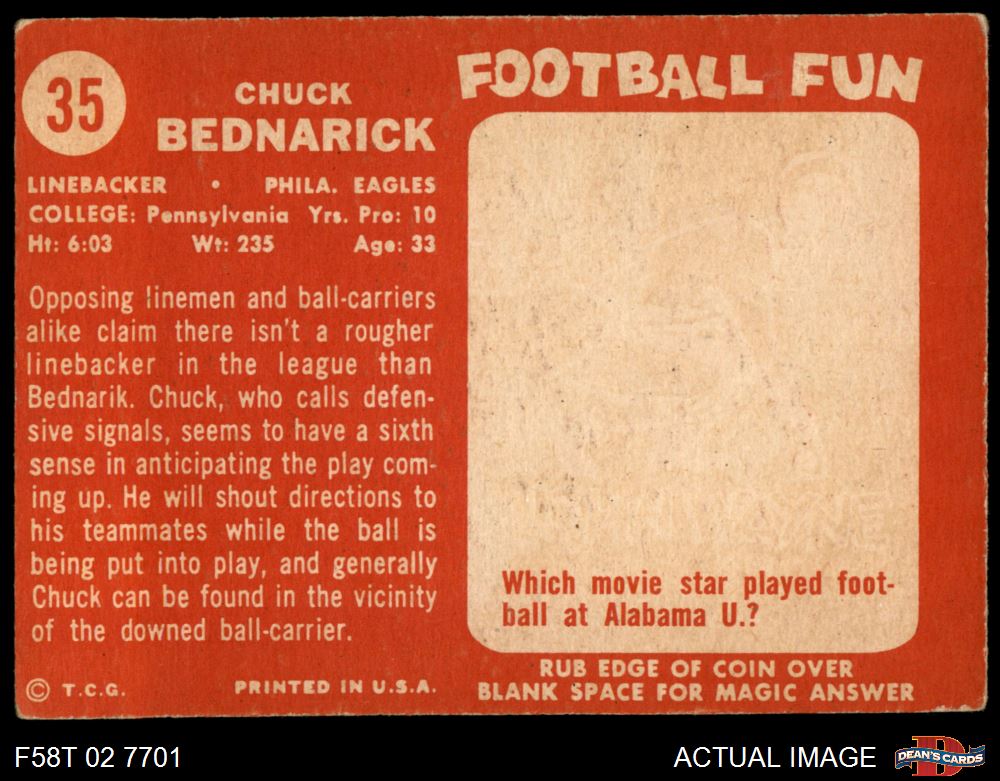 35
CHUCK
BEDNARICK
LINEBACKER • PHILA. EAGLES
COLLEGE: Pennsylvania Yrs. Pro: 10
Ht: 6:03 Wt: 235 Age: 33
Opposing linemen and ball-carriers
alike claim there isn't a rougher
linebacker in the league than
Bednarik. Chuck, who calls defen-
sive signals, seems to have a sixth
sense in anticipating the play com-
ing up. He will shout directions to
his teammates while the ball is
being put into play, and generally
Chuck can be found in the vicinity
of the downed ball-carrier.
© T.C.G. PRINTED IN U.S.A.
FOOTBALL FUN
Which movie star played foot-
ball at Alabama U.?
RUB EDGE OF COIN OVER
BLANK SPACE FOR MAGIC ANSWER
F58T 02 7701
ACTUAL IMAGE
DEAN'S CARDS